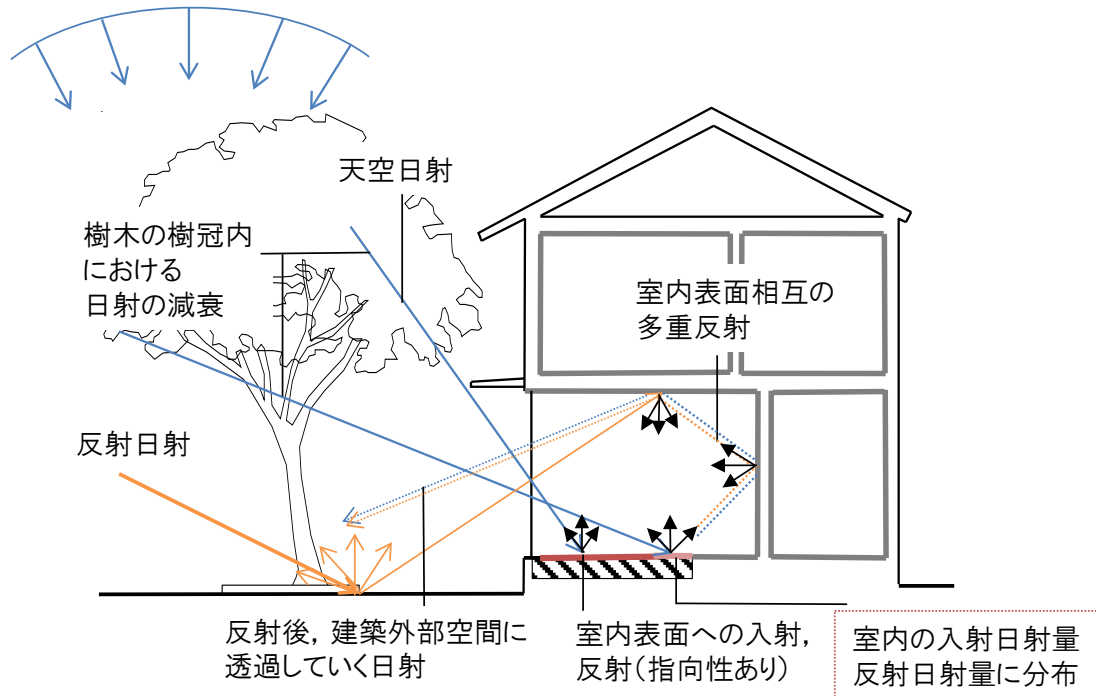 天空日射
樹木の樹冠内
における
日射の減衰
室内表面相互の
多重反射
反射日射
反射後，建築外部空間に
透過していく日射
室内表面への入射，
反射（指向性あり）
室内の入射日射量
反射日射量に分布